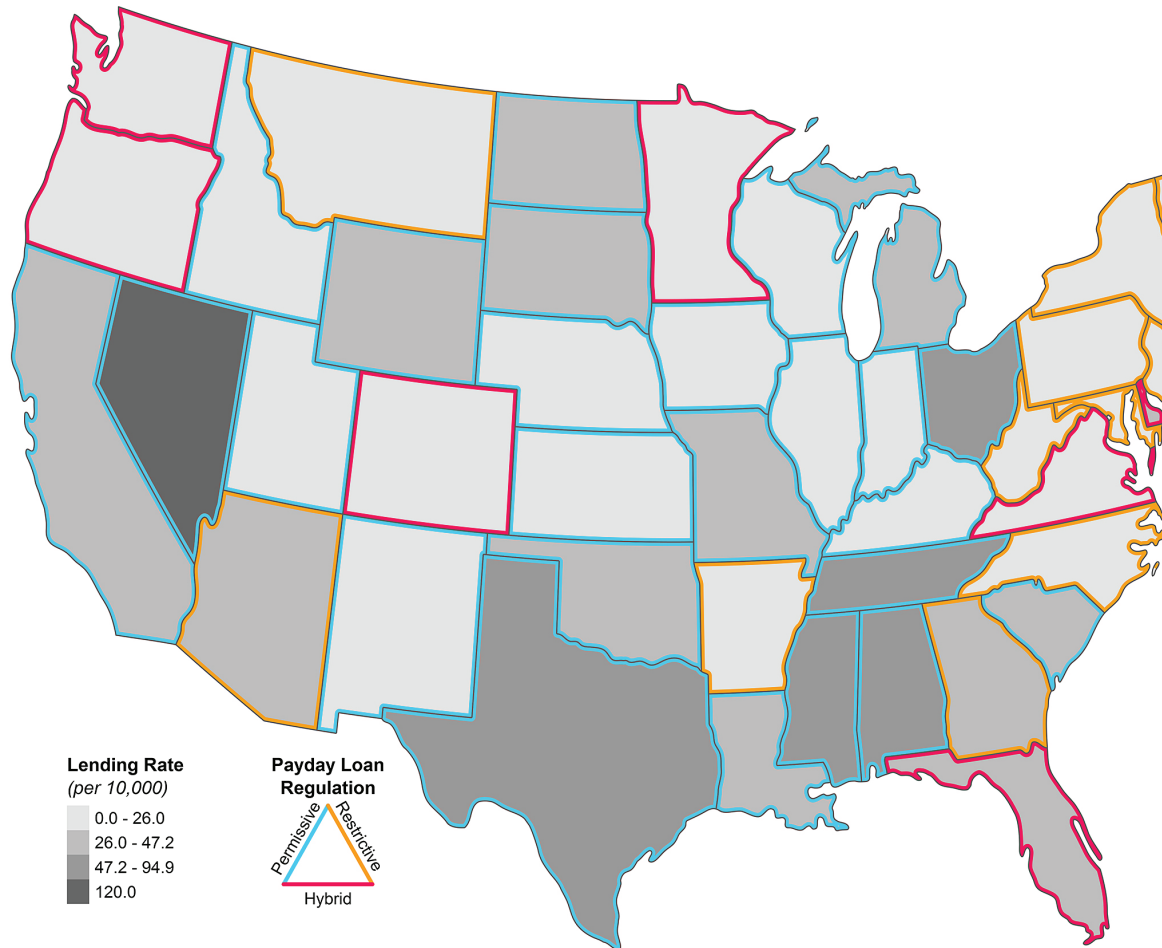 Lending Rate
(per 10,000)
0.0 - 26.0
26.0 - 47.2
47.2 - 94.9
120.0
Payday Loan
Regulation
Permissive
Restrictive
Hybrid